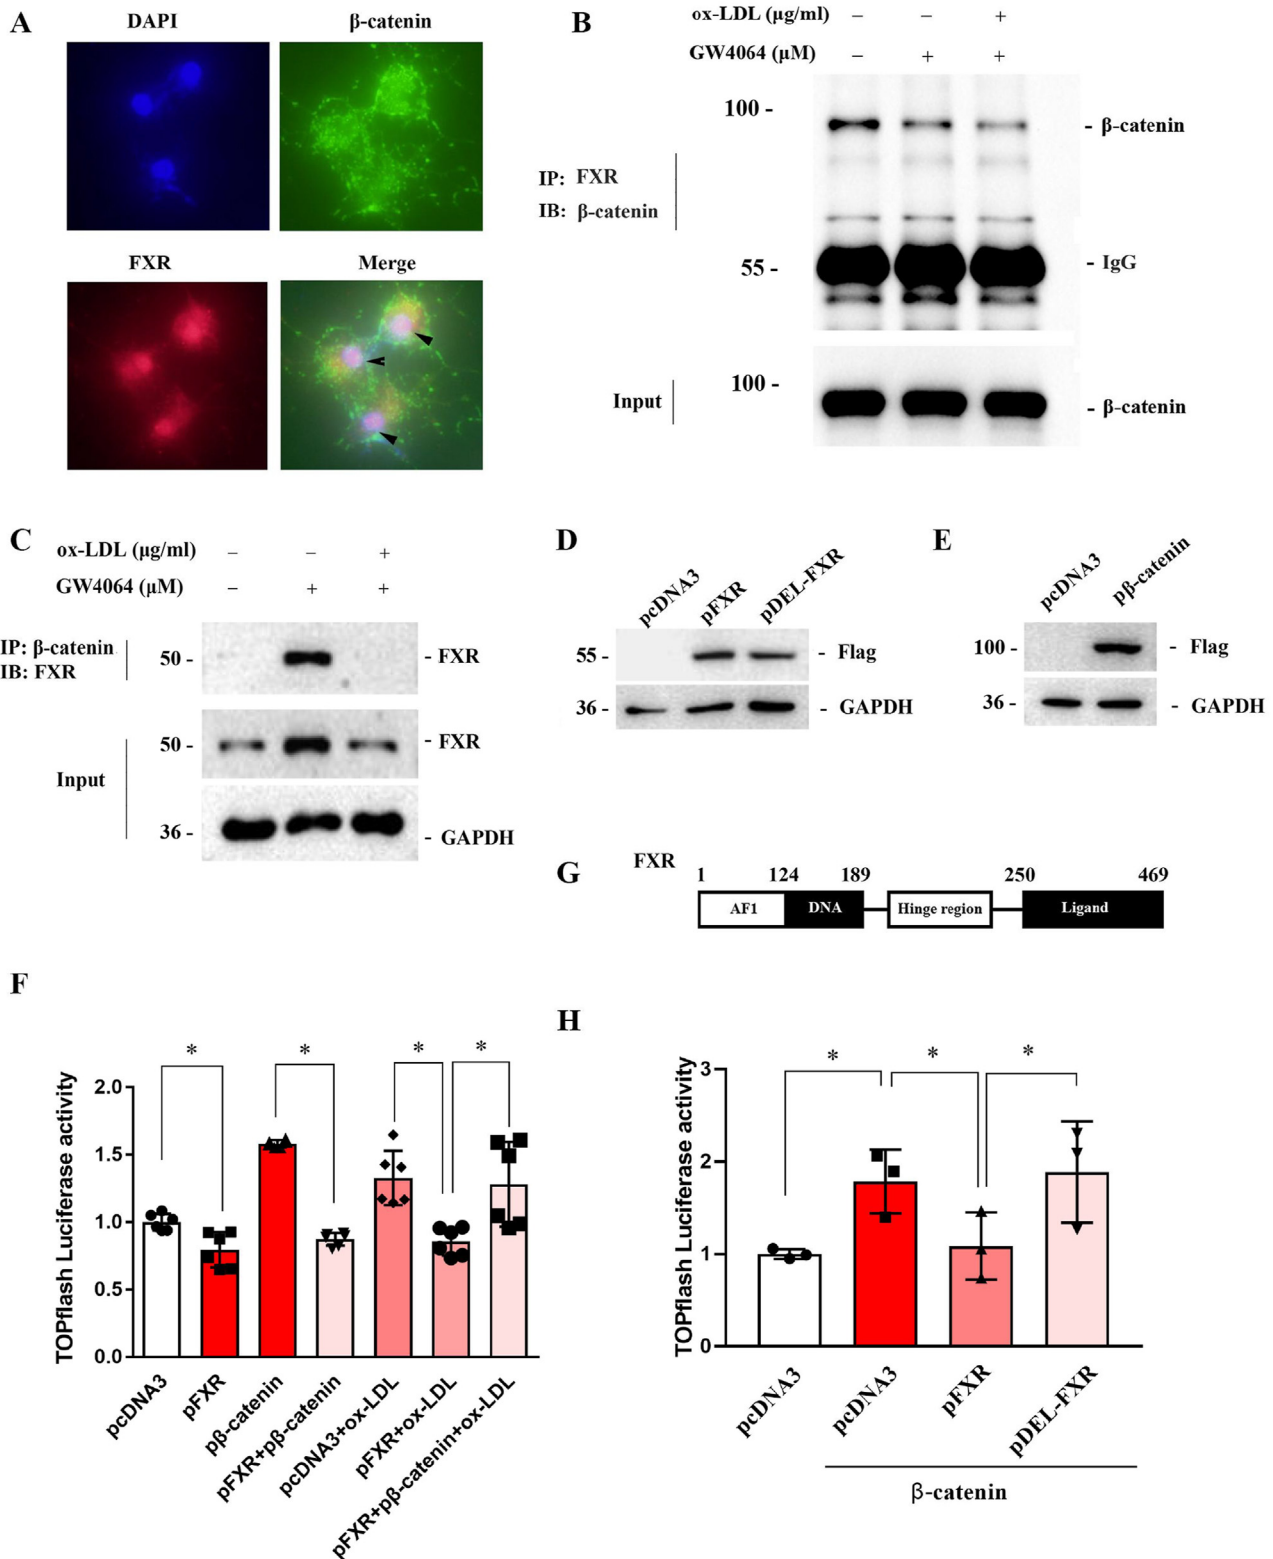 A
DAPI
β-catenin
FXR
Merge
B
ox-LDL (μg/ml) – – +
GW4064 (μM) – + +
100 -
- β-catenin
IP: FXR
IB: β-catenin
55 -
- IgG
100 -
Input
- β-catenin
C
ox-LDL (μg/ml) – – +
GW4064 (μM) – + +
IP: β-catenin
IB: FXR
50 -
- FXR
50 -
- FXR
Input
36 -
- GAPDH
D
pcDNA3
pFXR
pDEL-FXR
55 -
- Flag
36 -
- GAPDH
E
pcDNA3
pβ-catenin
100 -
- Flag
36 -
- GAPDH
G
FXR
1 124 189 250 469
AF1 DNA Hinge region Ligand
F
TOPflash Luciferase activity
2.0
1.5
1.0
0.5
0.0
* * * *
pcDNA3
pFXR
pβ-catenin
pFXR+pβ-catenin
pcDNA3+ox-LDL
pFXR+ox-LDL
pFXR+pβ-catenin+ox-LDL
H
TOPflash Luciferase activity
3
2
1
0
* * *
pcDNA3
pcDNA3
pFXR
pDEL-FXR
β-catenin